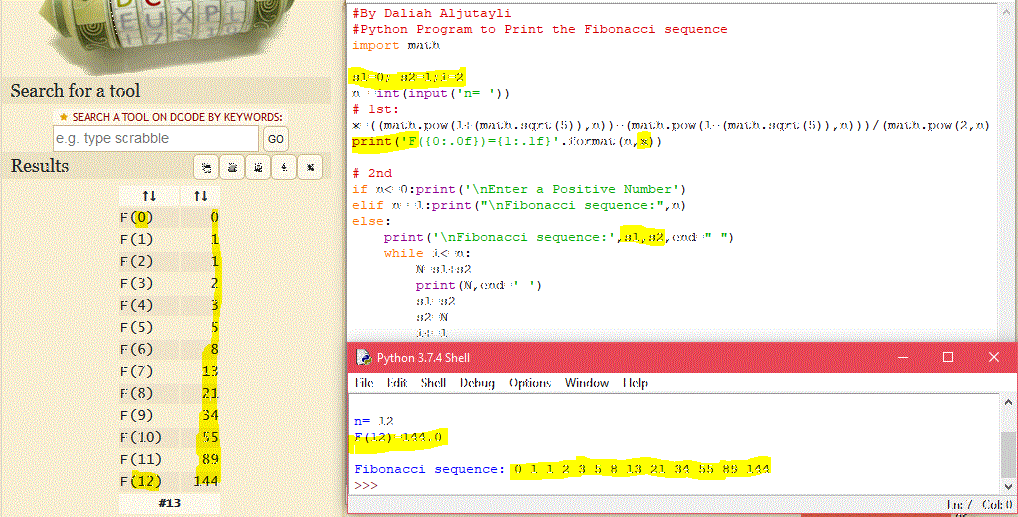 DCC
EUXPL
Search for a tool
★ SEARCH A TOOL ON DCODE BY KEYWORDS:
e.g. type scrabble
GO
Results
↑↓ ↑↓
F(0) 0
F(1) 1
F(2) 1
F(3) 2
F(4) 3
F(5) 5
F(6) 8
F(7) 13
F(8) 21
F(9) 34
F(10) 55
F(11) 89
F(12) 144
#13
#By Daliah Aljutayli
#Python Program to Print the Fibonacci sequence
import math
s1=0; s2=1;i=2
n=int(input('n= '))
# 1st:
x=((math.pow(1+(math.sqrt(5)),n))-(math.pow(1-(math.sqrt(5)),n)))/(math.pow(2,n)
print('F({0:.0f})={1:.1f}'.format(n,x))
# 2nd
if n<=0:print('\nEnter a Positive Number')
elif n==1:print("\nFibonacci sequence:",n)
else:
print('\nFibonacci sequence:',s1,s2,end=" ")
while i<=n:
N=s1+s2
print(N,end=' ')
s1=s2
s2=N
i+=1
Python 3.7.4 Shell
File Edit Shell Debug Options Window Help
n= 12
F(12)=144.0
Fibonacci sequence: 0 1 1 2 3 5 8 13 21 34 55 89 144
>>>
Ln: 7 Col: 0